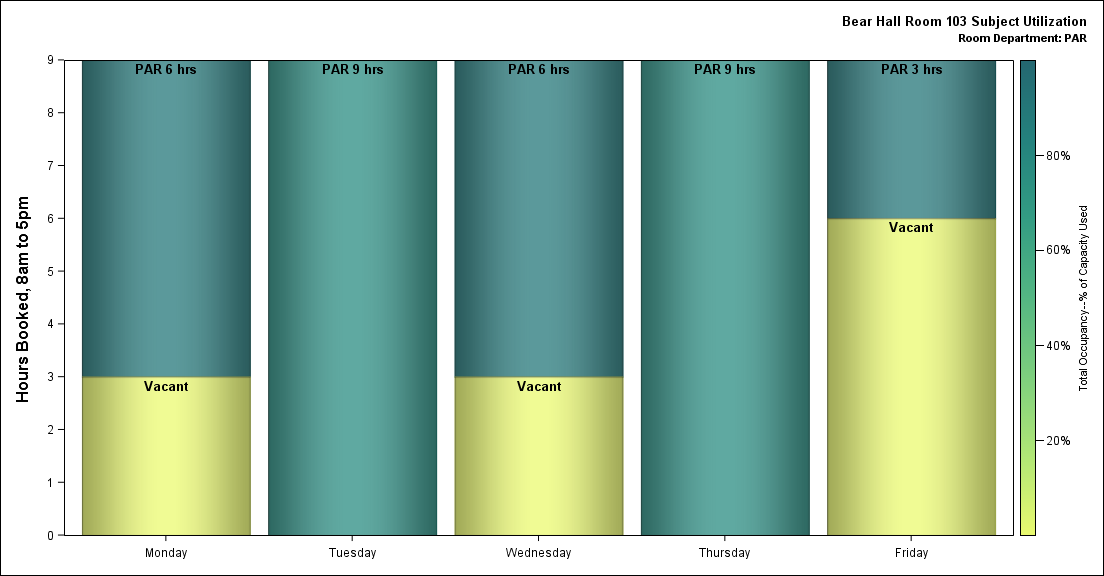 Bear Hall Room 103 Subject Utilization
Room Department: PAR
Hours Booked, 8am to 5pm
9
8
7
6
5
4
3
2
1
0
PAR 6 hrs
PAR 9 hrs
PAR 6 hrs
PAR 9 hrs
PAR 3 hrs
Vacant
Vacant
Vacant
Monday
Tuesday
Wednesday
Thursday
Friday
80%
60%
40%
20%
Total Occupancy--% of Capacity Used